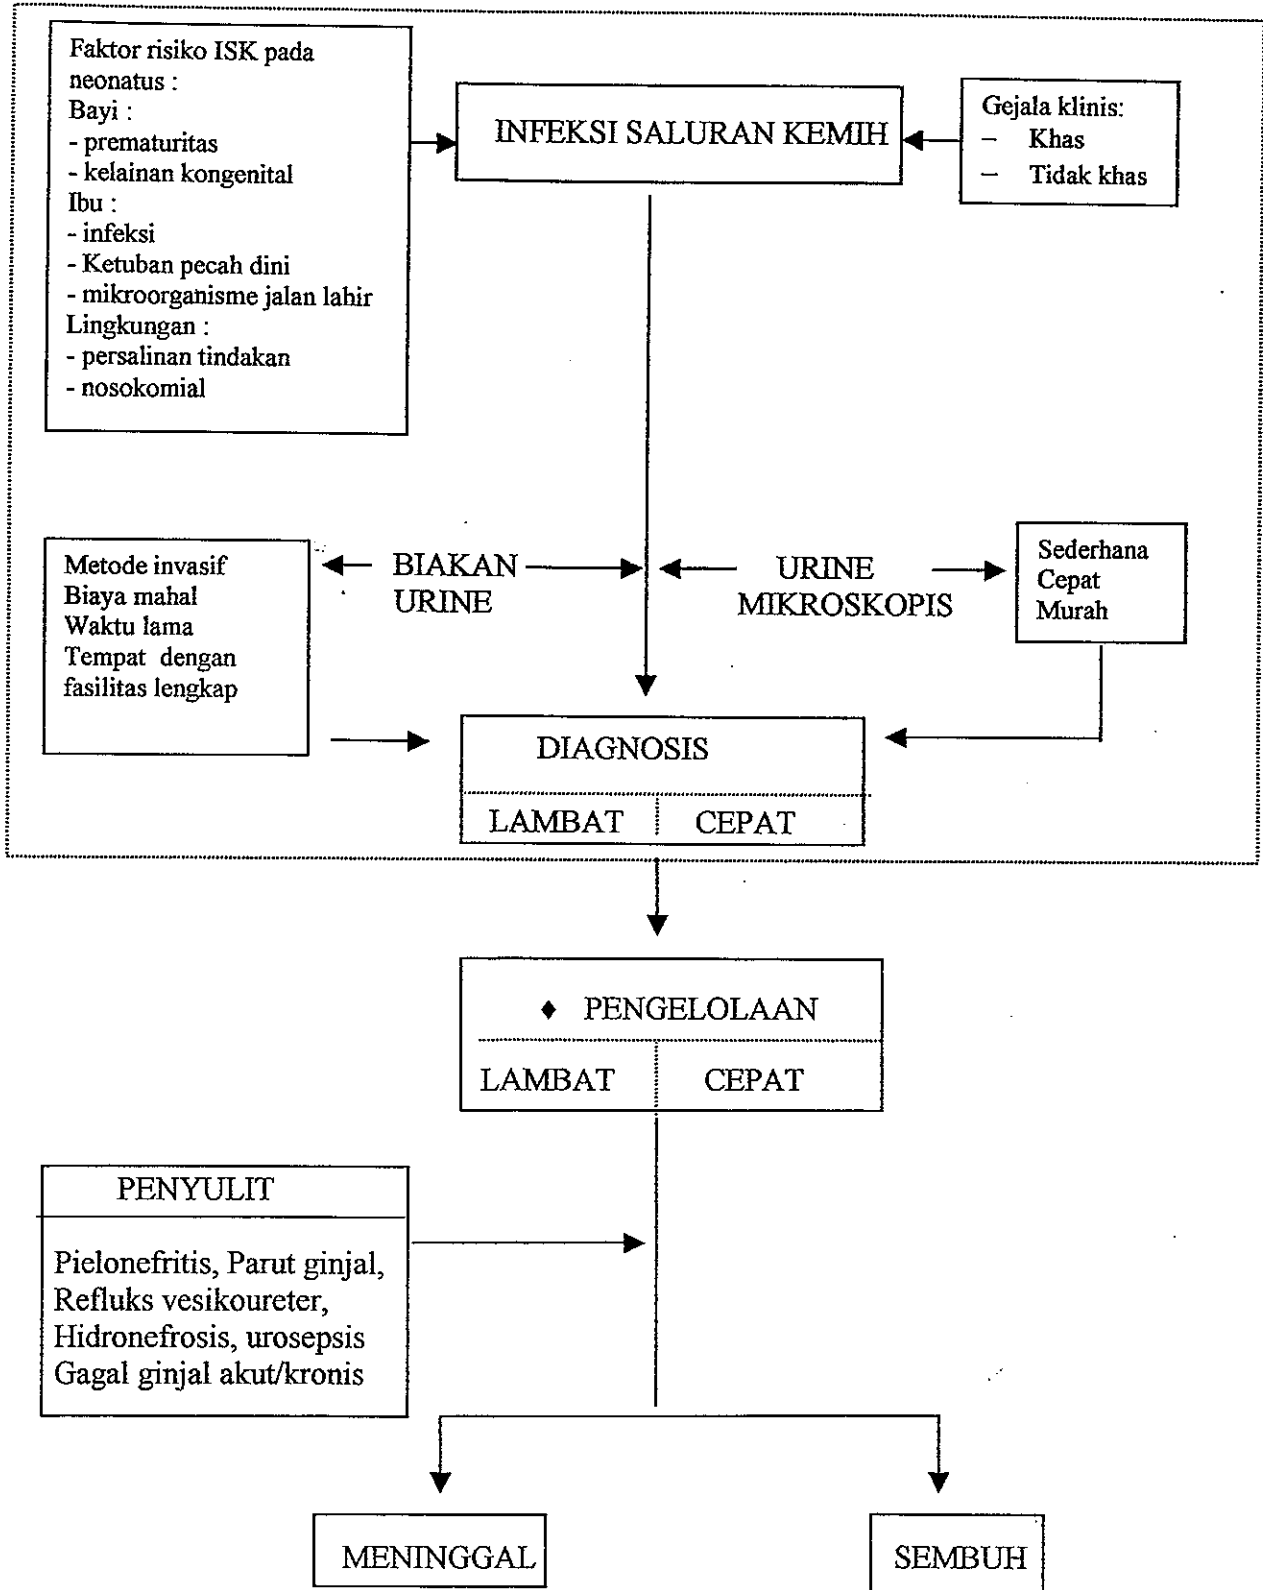 Faktor risiko ISK pada
neonatus :
Bayi :
- prematuritas
- kelainan kongenital
Ibu :
- infeksi
- Ketuban pecah dini
- mikroorganisme jalan lahir
Lingkungan :
- persalinan tindakan
- nosokomial
INFEKSI SALURAN KEMIH
Gejala klinis:
– Khas
– Tidak khas
Metode invasif
Biaya mahal
Waktu lama
Tempat dengan
fasilitas lengkap
BIAKAN
URINE
URINE
MIKROSKOPIS
Sederhana
Cepat
Murah
DIAGNOSIS
LAMBAT CEPAT
♦ PENGELOLAAN
LAMBAT CEPAT
PENYULIT
Pielonefritis, Parut ginjal,
Refluks vesikoureter,
Hidronefrosis, urosepsis
Gagal ginjal akut/kronis
MENINGGAL
SEMBUH